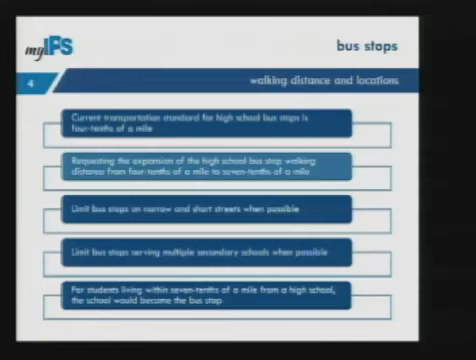 myIPS
bus stops
4
walking distance and locations
Current transportation standard for high school bus stops is
four-tenths of a mile
Requesting the expansion of the high school bus stop walking
distance from four-tenths of a mile to seven-tenths of a mile
Limit bus stops on narrow and short streets when possible
Limit bus stops serving multiple secondary schools when possible
For students living within seven-tenths of a mile from a high school,
the school would become the bus stop